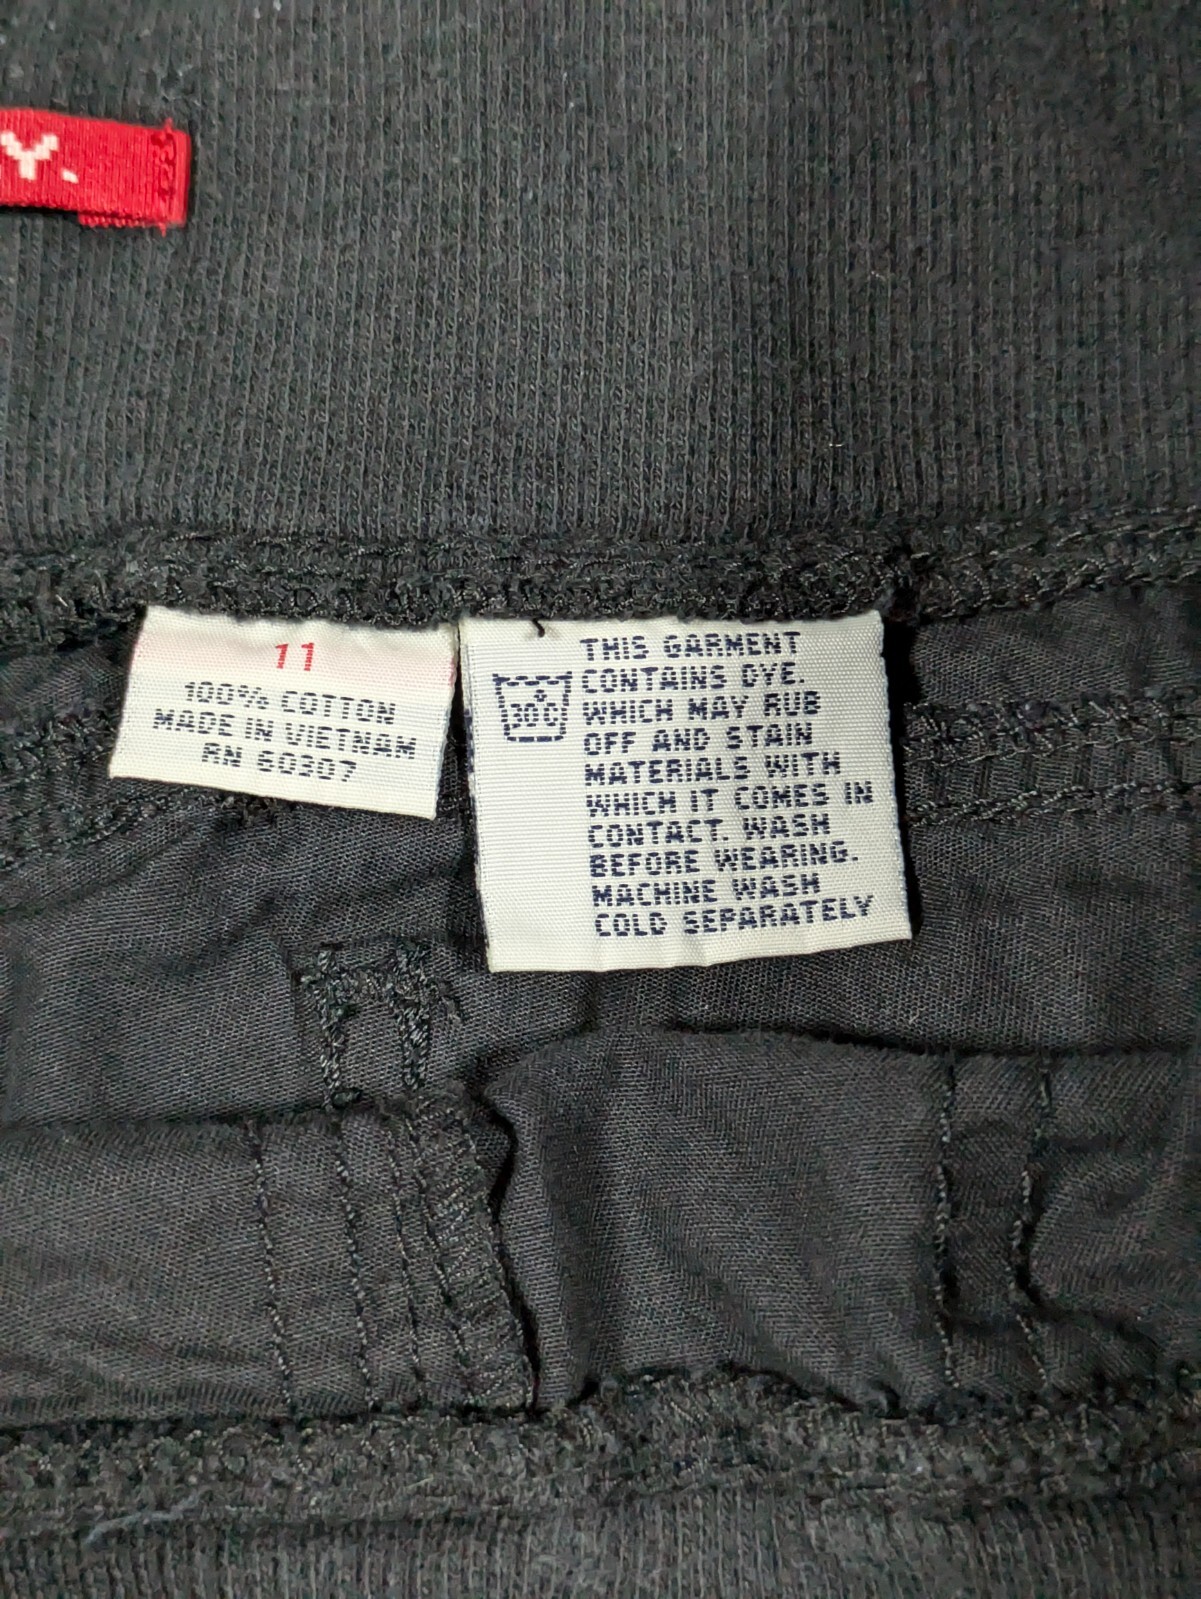 Y.
11
100% COTTON
MADE IN VIETNAM
RN 60307
30°C
THIS GARMENT
CONTAINS DYE.
WHICH MAY RUB
OFF AND STAIN
MATERIALS WITH
WHICH IT COMES IN
CONTACT. WASH
BEFORE WEARING.
MACHINE WASH
COLD SEPARATELY